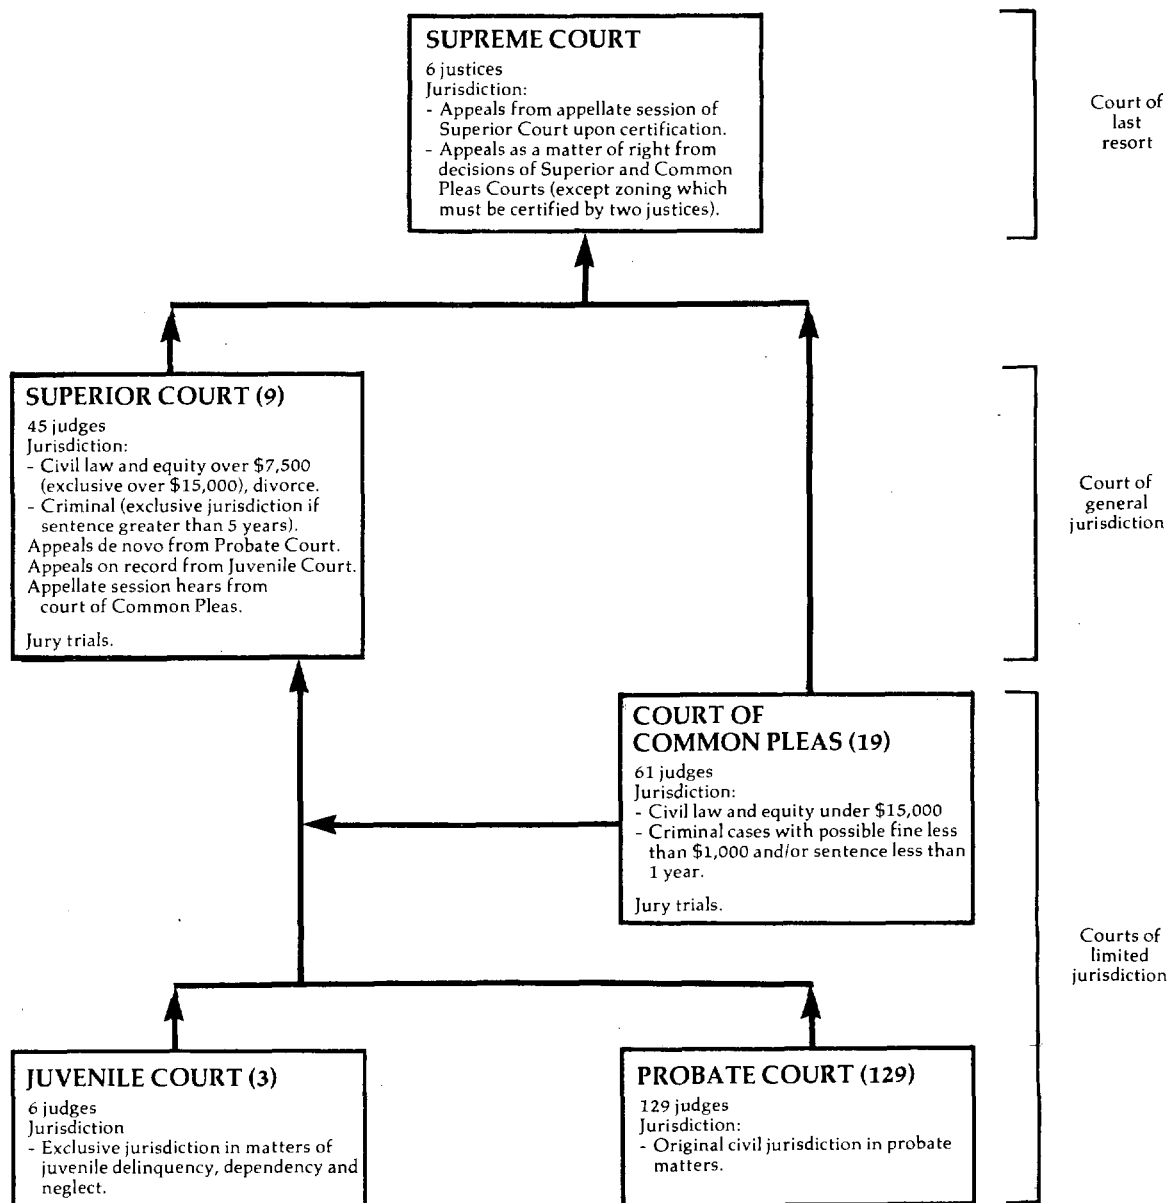 SUPREME COURT
6 justices
Jurisdiction:
- Appeals from appellate session of
Superior Court upon certification.
- Appeals as a matter of right from
decisions of Superior and Common
Pleas Courts (except zoning which
must be certified by two justices).
Court of
last
resort
SUPERIOR COURT (9)
45 judges
Jurisdiction:
- Civil law and equity over $7,500
(exclusive over $15,000), divorce.
- Criminal (exclusive jurisdiction if
sentence greater than 5 years).
Appeals de novo from Probate Court.
Appeals on record from Juvenile Court.
Appellate session hears from
court of Common Pleas.
Jury trials.
Court of
general
jurisdiction
COURT OF
COMMON PLEAS (19)
61 judges
Jurisdiction:
- Civil law and equity under $15,000
- Criminal cases with possible fine less
than $1,000 and/or sentence less than
1 year.
Jury trials.
Courts of
limited
jurisdiction
JUVENILE COURT (3)
6 judges
Jurisdiction
- Exclusive jurisdiction in matters of
juvenile delinquency, dependency and
neglect.
PROBATE COURT (129)
129 judges
Jurisdiction:
- Original civil jurisdiction in probate
matters.